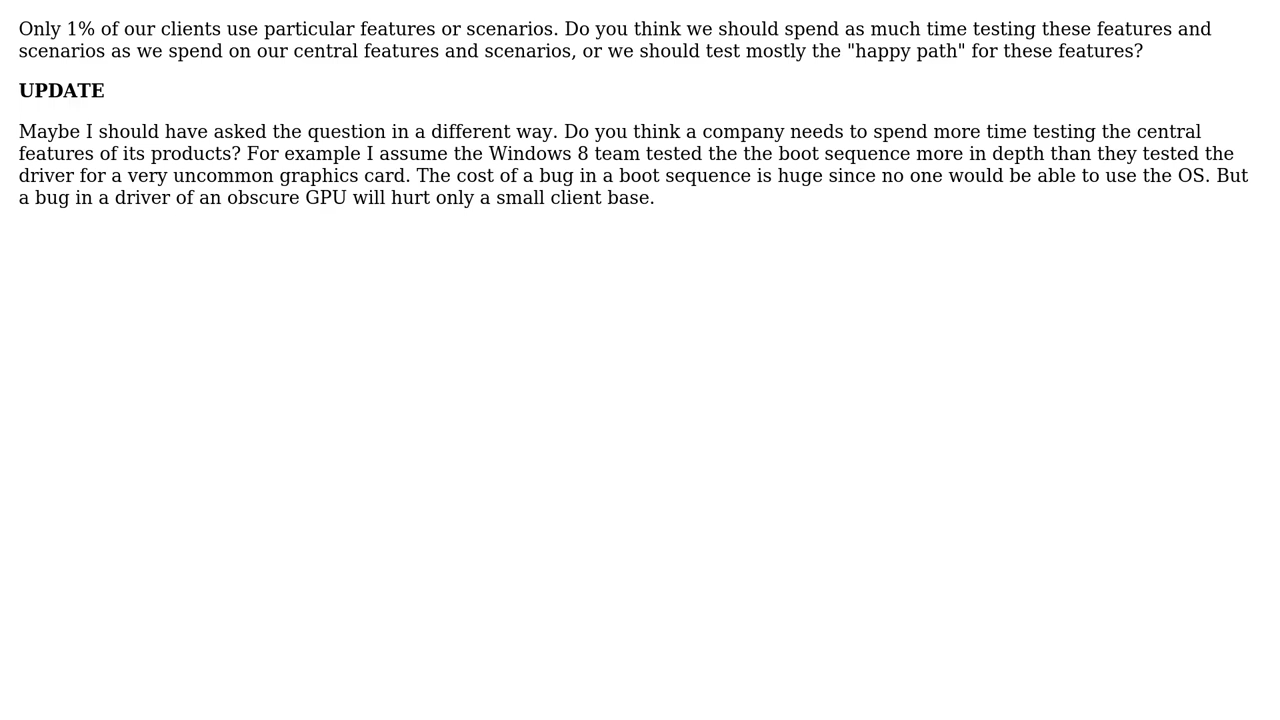 Only 1% of our clients use particular features or scenarios. Do you think we should spend as much time testing these features and
scenarios as we spend on our central features and scenarios, or we should test mostly the "happy path" for these features?
UPDATE
Maybe I should have asked the question in a different way. Do you think a company needs to spend more time testing the central
features of its products? For example I assume the Windows 8 team tested the the boot sequence more in depth than they tested the
driver for a very uncommon graphics card. The cost of a bug in a boot sequence is huge since no one would be able to use the OS. But
a bug in a driver of an obscure GPU will hurt only a small client base.